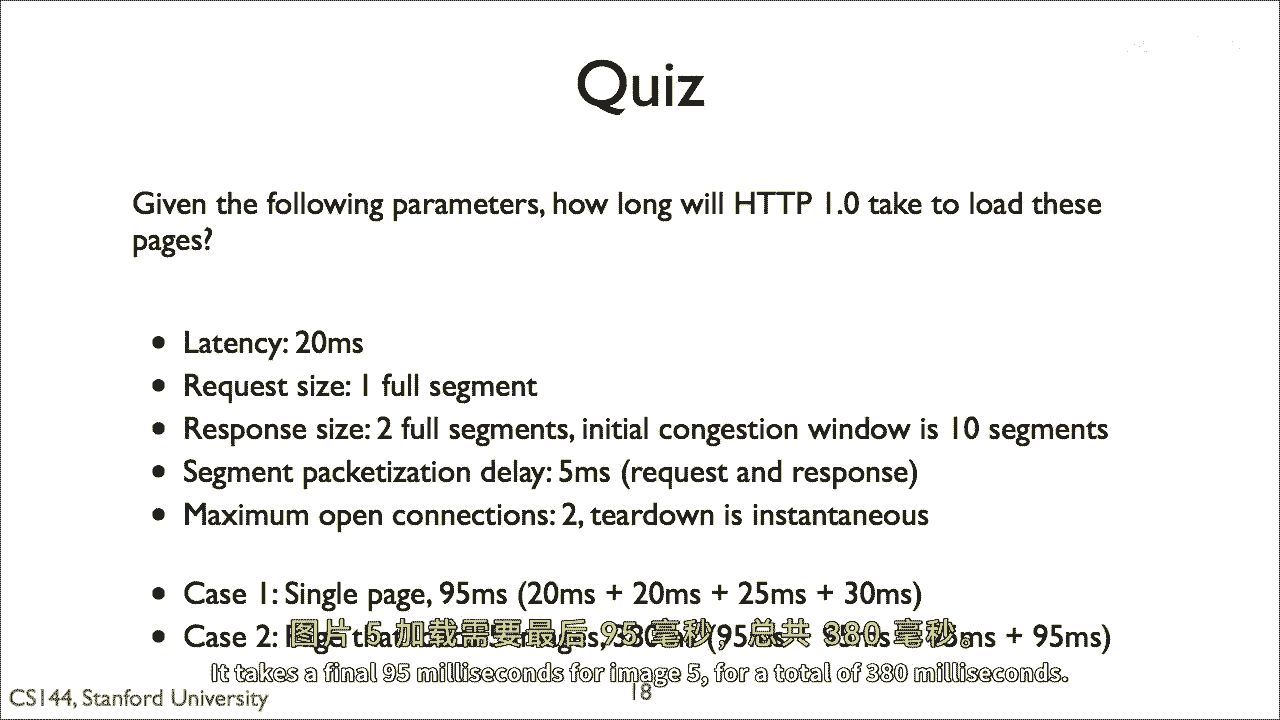 Quiz
Given the following parameters, how long will HTTP 1.0 take to load these
pages?
• Latency: 20ms
• Request size: 1 full segment
• Response size: 2 full segments, initial congestion window is 10 segments
• Segment packetization delay: 5ms (request and response)
• Maximum open connections: 2, teardown is instantaneous
• Case 1: Single page, 95ms (20ms + 20ms + 25ms + 30ms)
• Case 2: ms + 95ms)
图片 5 加载需要最后 95 毫秒，总共 380 毫秒。
It takes a final 95 milliseconds for image 5, for a total of 380 milliseconds.
CS144, Stanford University
18